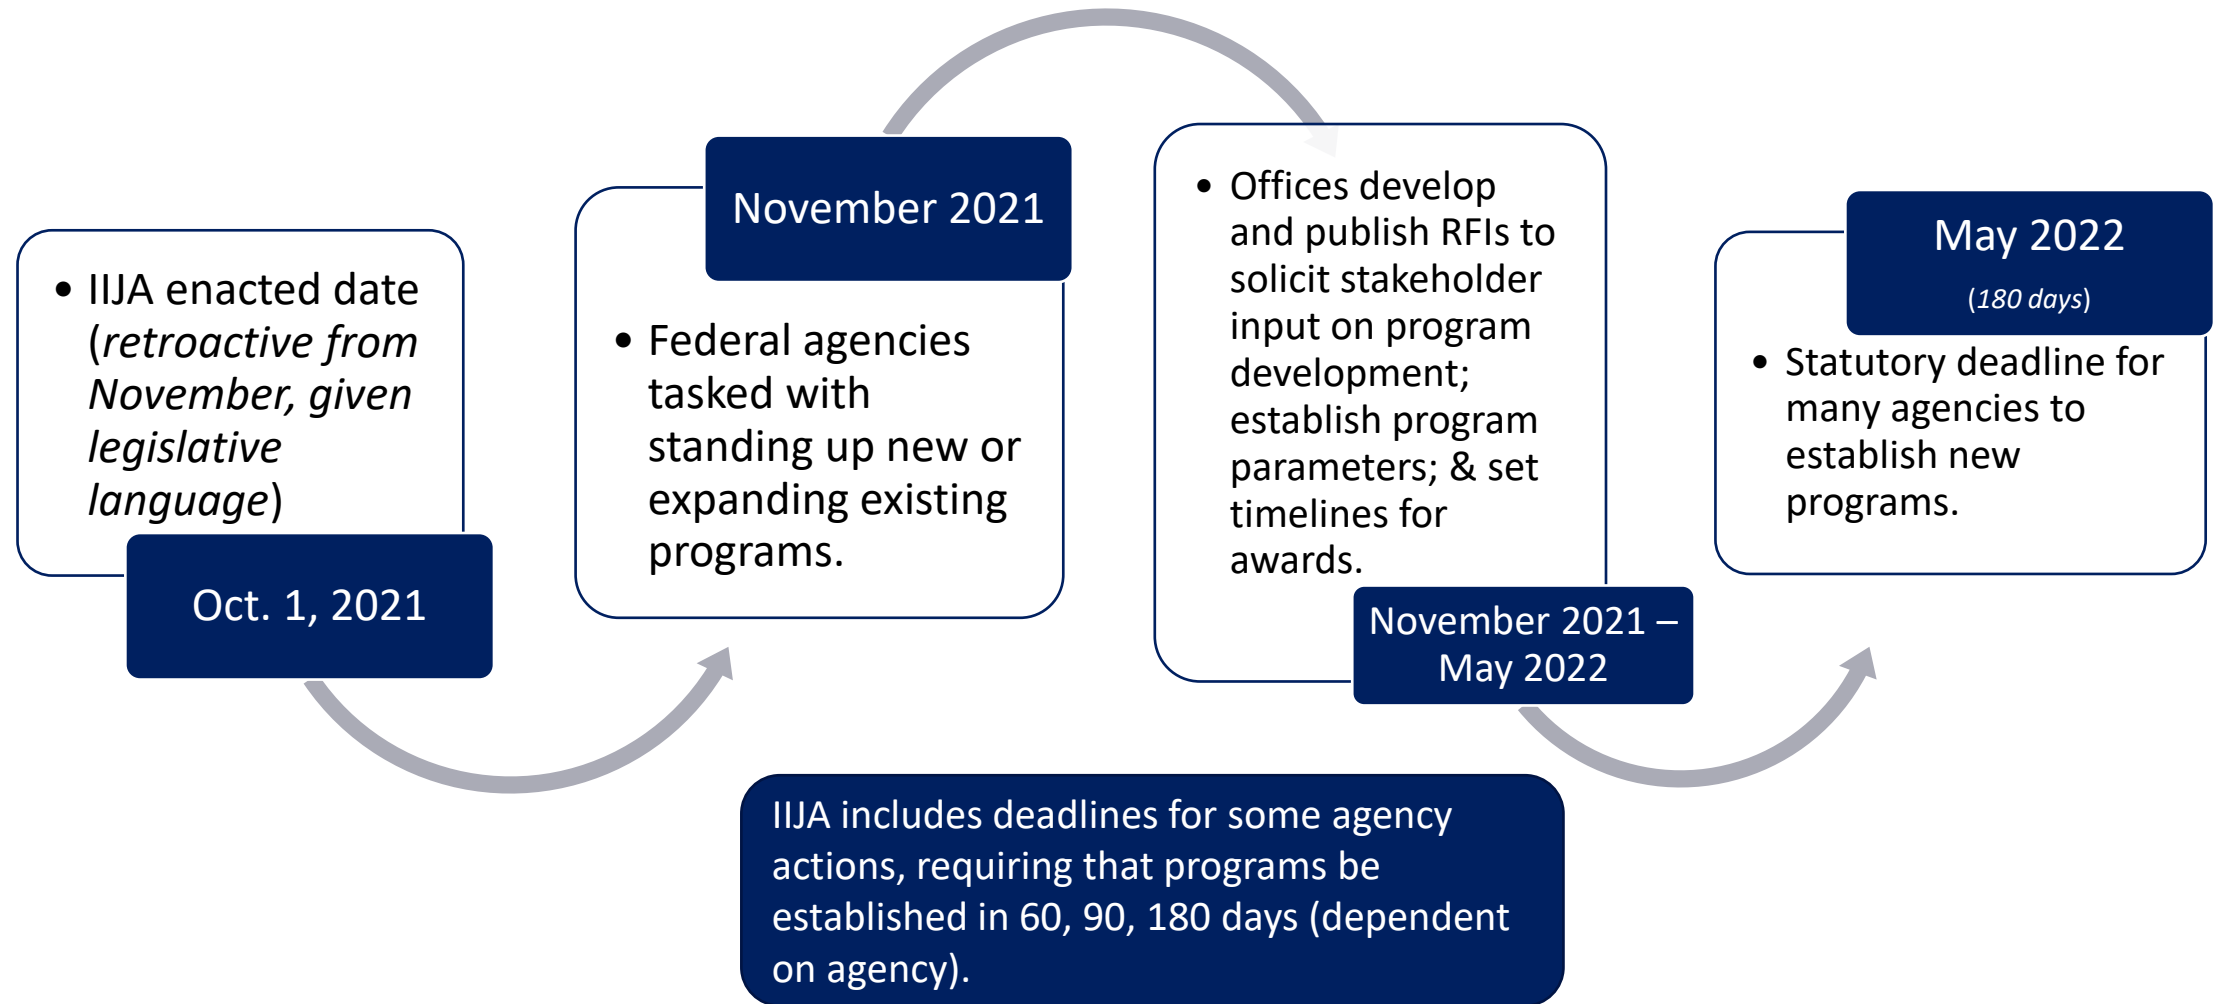 • IIJA enacted date
(retroactive from
November, given
legislative
language)
Oct. 1, 2021
November 2021
• Federal agencies
tasked with
standing up new or
expanding existing
programs.
• Offices develop
and publish RFIs to
solicit stakeholder
input on program
development;
establish program
parameters; & set
timelines for
awards.
November 2021 –
May 2022
May 2022
(180 days)
• Statutory deadline for
many agencies to
establish new
programs.
IIJA includes deadlines for some agency
actions, requiring that programs be
established in 60, 90, 180 days (dependent
on agency).